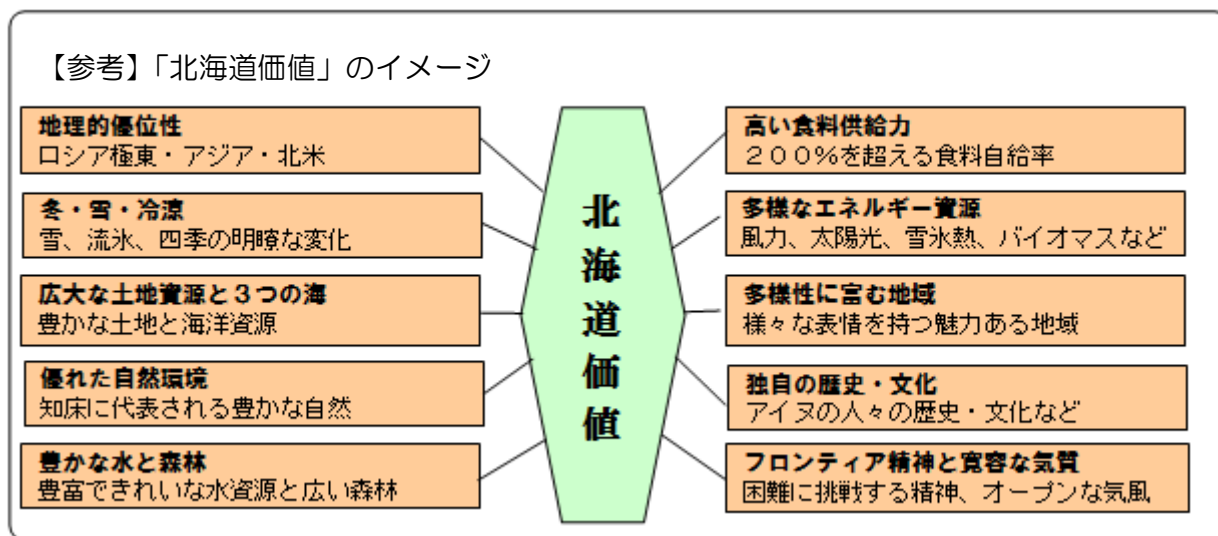 【参考】「北海道価値」のイメージ
地理的優位性
ロシア極東・アジア・北米
冬・雪・冷涼
雪、流氷、四季の明瞭な変化
広大な土地資源と３つの海
豊かな土地と海洋資源
優れた自然環境
知床に代表される豊かな自然
豊かな水と森林
豊富できれいな水資源と広い森林
北海道価値
高い食料供給力
２００％を超える食料自給率
多様なエネルギー資源
風力、太陽光、雪氷熱、バイオマスなど
多様性に富む地域
様々な表情を持つ魅力ある地域
独自の歴史・文化
アイヌの人々の歴史・文化など
フロンティア精神と寛容な気質
困難に挑戦する精神、オープンな気風